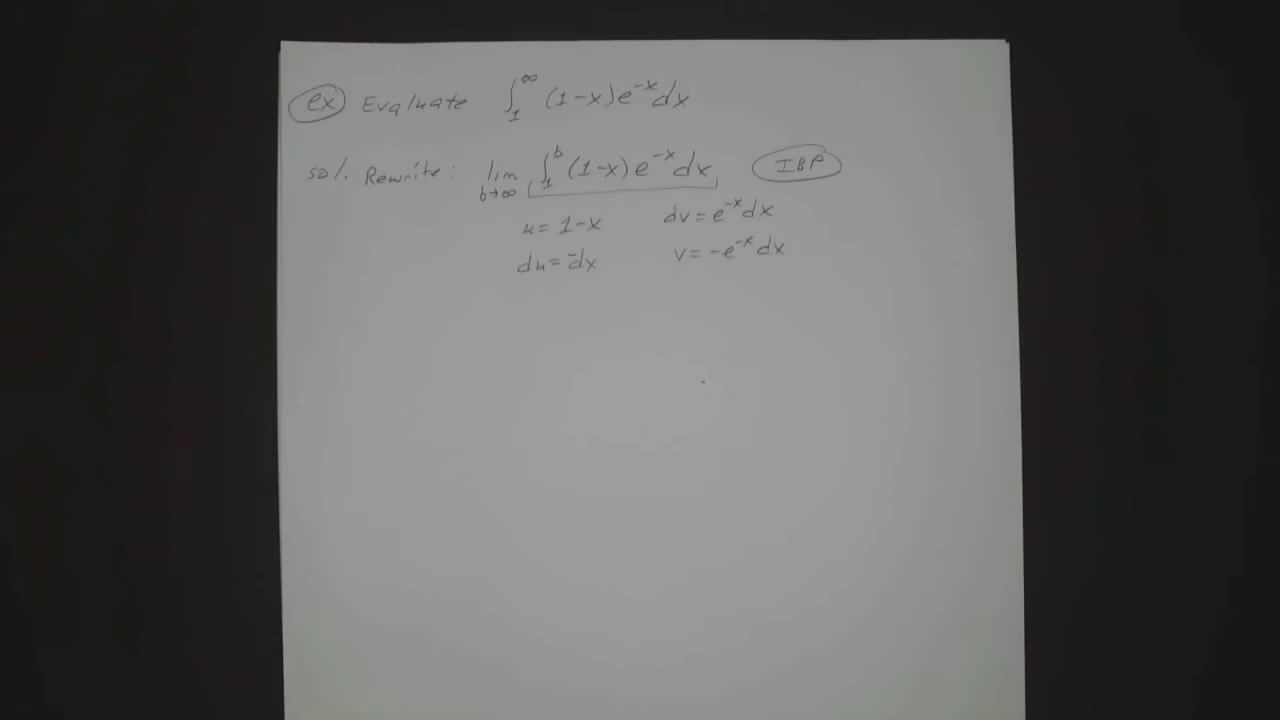 ex Evaluate ∫₁^∞ (1-x)e^{-x}dx
sol. Rewrite: lim_{b→∞} ∫₁^b (1-x)e^{-x}dx IBP
u = 1-x dv = e^{-x}dx
du = -dx v = -e^{-x}dx